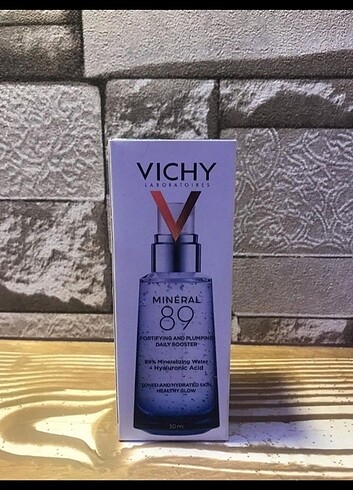 VICHY
LABORATOIRES
MINÉRAL
89
FORTIFYING AND PLUMPING
DAILY BOOSTER
89% Mineralizing Water
+ Hyaluronic Acid
AND HYDRATED SKIN,
HEALTHY GLOW
30 ml